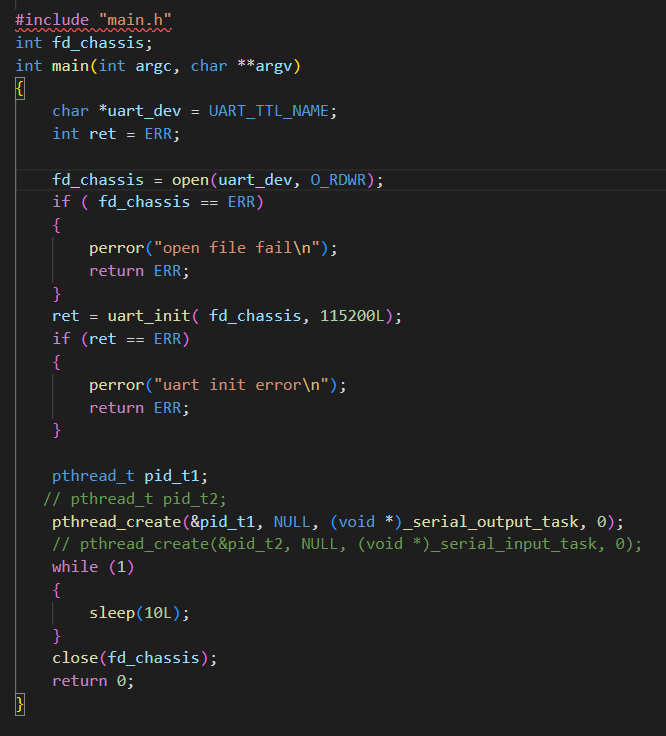 #include "main.h"
int fd_chassis;
int main(int argc, char **argv)
{
    char *uart_dev = UART_TTL_NAME;
    int ret = ERR;

    fd_chassis = open(uart_dev, O_RDWR);
    if ( fd_chassis == ERR)
    {
        perror("open file fail\n");
        return ERR;
    }
    ret = uart_init( fd_chassis, 115200L);
    if (ret == ERR)
    {
        perror("uart init error\n");
        return ERR;
    }

    pthread_t pid_t1;
   // pthread_t pid_t2;
    pthread_create(&pid_t1, NULL, (void *)_serial_output_task, 0);
    // pthread_create(&pid_t2, NULL, (void *)_serial_input_task, 0);
    while (1)
    {
        sleep(10L);
    }
    close(fd_chassis);
    return 0;
}